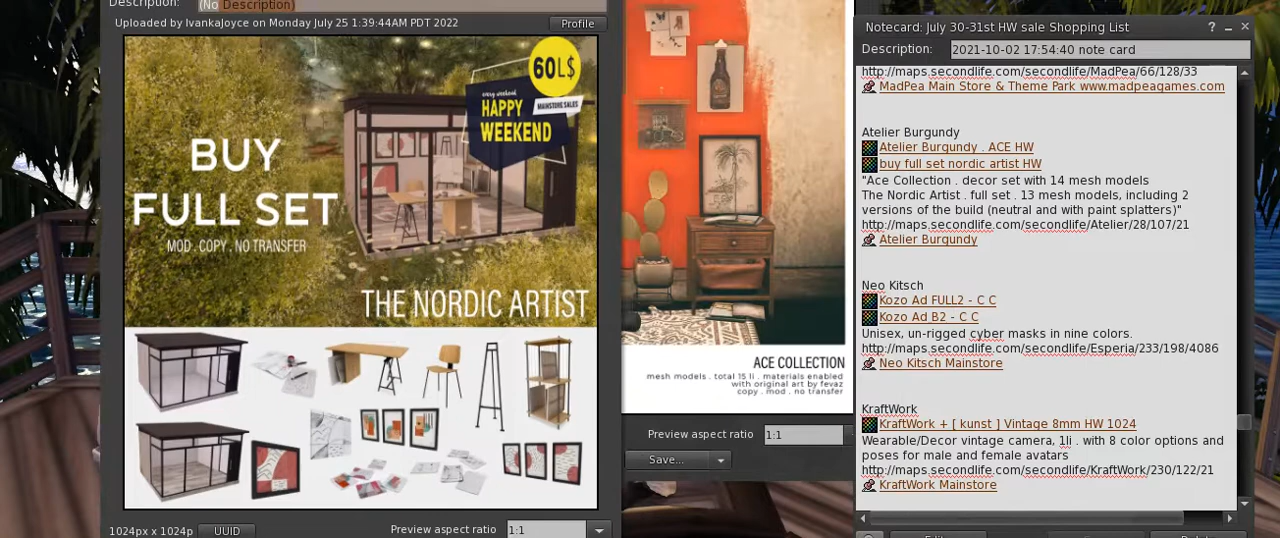 Description:
(No Description)
Uploaded by IvankaJoyce on Monday July 25 1:39:44AM PDT 2022
Profile
60L$
every weekend
HAPPY
WEEKEND
MAINSTORE SALES
BUY
FULL SET
MOD . COPY . NO TRANSFER
THE NORDIC ARTIST
1024px x 1024p
UUID
Preview aspect ratio
1:1
ACE COLLECTION
mesh models . total 15 li . materials enabled
with original art by fevaz
copy . mod . no transfer
Preview aspect ratio
1:1
Save...
Notecard: July 30-31st HW sale Shopping List
Description:
2021-10-02 17:54:40 note card
http://maps.secondlife.com/secondlife/MadPea/66/128/33
MadPea Main Store & Theme Park www.madpeagames.com
Atelier Burgundy
Atelier Burgundy . ACE HW
buy full set nordic artist HW
"Ace Collection . decor set with 14 mesh models
The Nordic Artist . full set . 13 mesh models, including 2
versions of the build (neutral and with paint splatters)"
http://maps.secondlife.com/secondlife/Atelier/28/107/21
Atelier Burgundy
Neo Kitsch
Kozo Ad FULL2 - C C
Kozo Ad B2 - C C
Unisex, un-rigged cyber masks in nine colors.
http://maps.secondlife.com/secondlife/Esperia/233/198/4086
Neo Kitsch Mainstore
KraftWork
KraftWork + [ kunst ] Vintage 8mm HW 1024
Wearable/Decor vintage camera, 1li . with 8 color options and
poses for male and female avatars
http://maps.secondlife.com/secondlife/KraftWork/230/122/21
KraftWork Mainstore